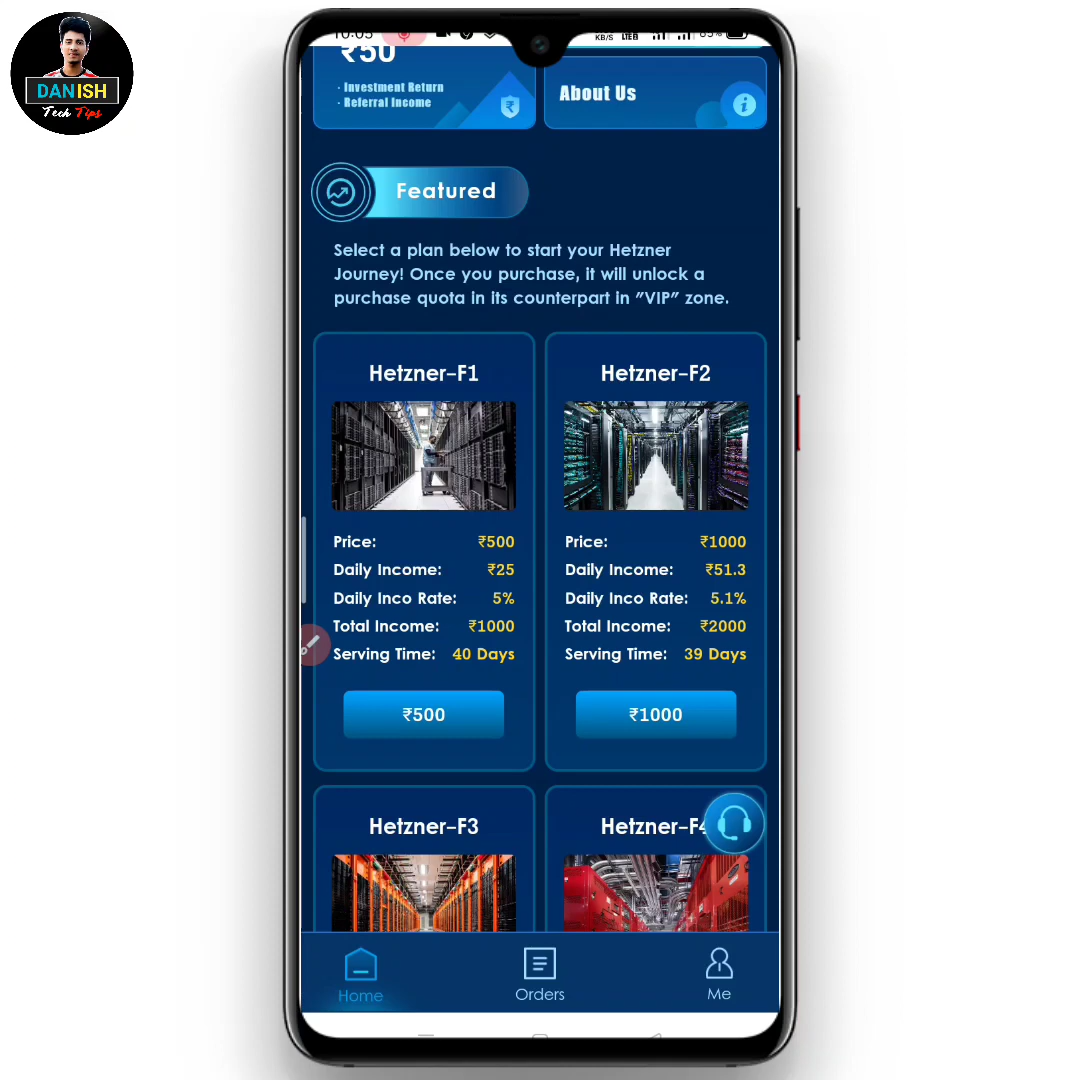 DANISH
Tech Tips
10:05
KB/S
₹50
· Investment Return
· Referral Income
About Us
Featured
Select a plan below to start your Hetzner
Journey! Once you purchase, it will unlock a
purchase quota in its counterpart in "VIP" zone.
Hetzner-F1
Price: ₹500
Daily Income: ₹25
Daily Inco Rate: 5%
Total Income: ₹1000
Serving Time: 40 Days
₹500
Hetzner-F2
Price: ₹1000
Daily Income: ₹51.3
Daily Inco Rate: 5.1%
Total Income: ₹2000
Serving Time: 39 Days
₹1000
Hetzner-F3
Hetzner-F4
Home
Orders
Me